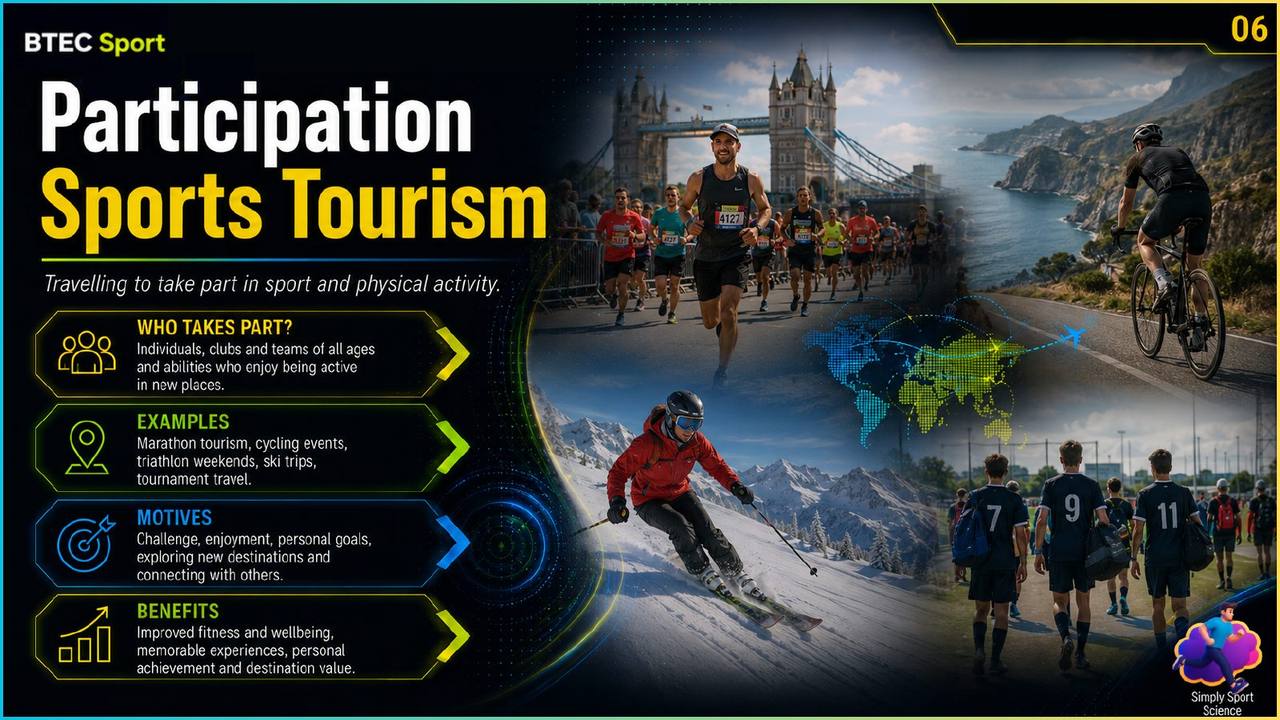 BTEC Sport
06
Participation
Sports Tourism
Travelling to take part in sport and physical activity.
WHO TAKES PART?
Individuals, clubs and teams of all ages
and abilities who enjoy being active
in new places.
EXAMPLES
Marathon tourism, cycling events,
triathlon weekends, ski trips,
tournament travel.
MOTIVES
Challenge, enjoyment, personal goals,
exploring new destinations and
connecting with others.
BENEFITS
Improved fitness and wellbeing,
memorable experiences, personal
achievement and destination value.
4127
7
9
11
Simply Sport
Science